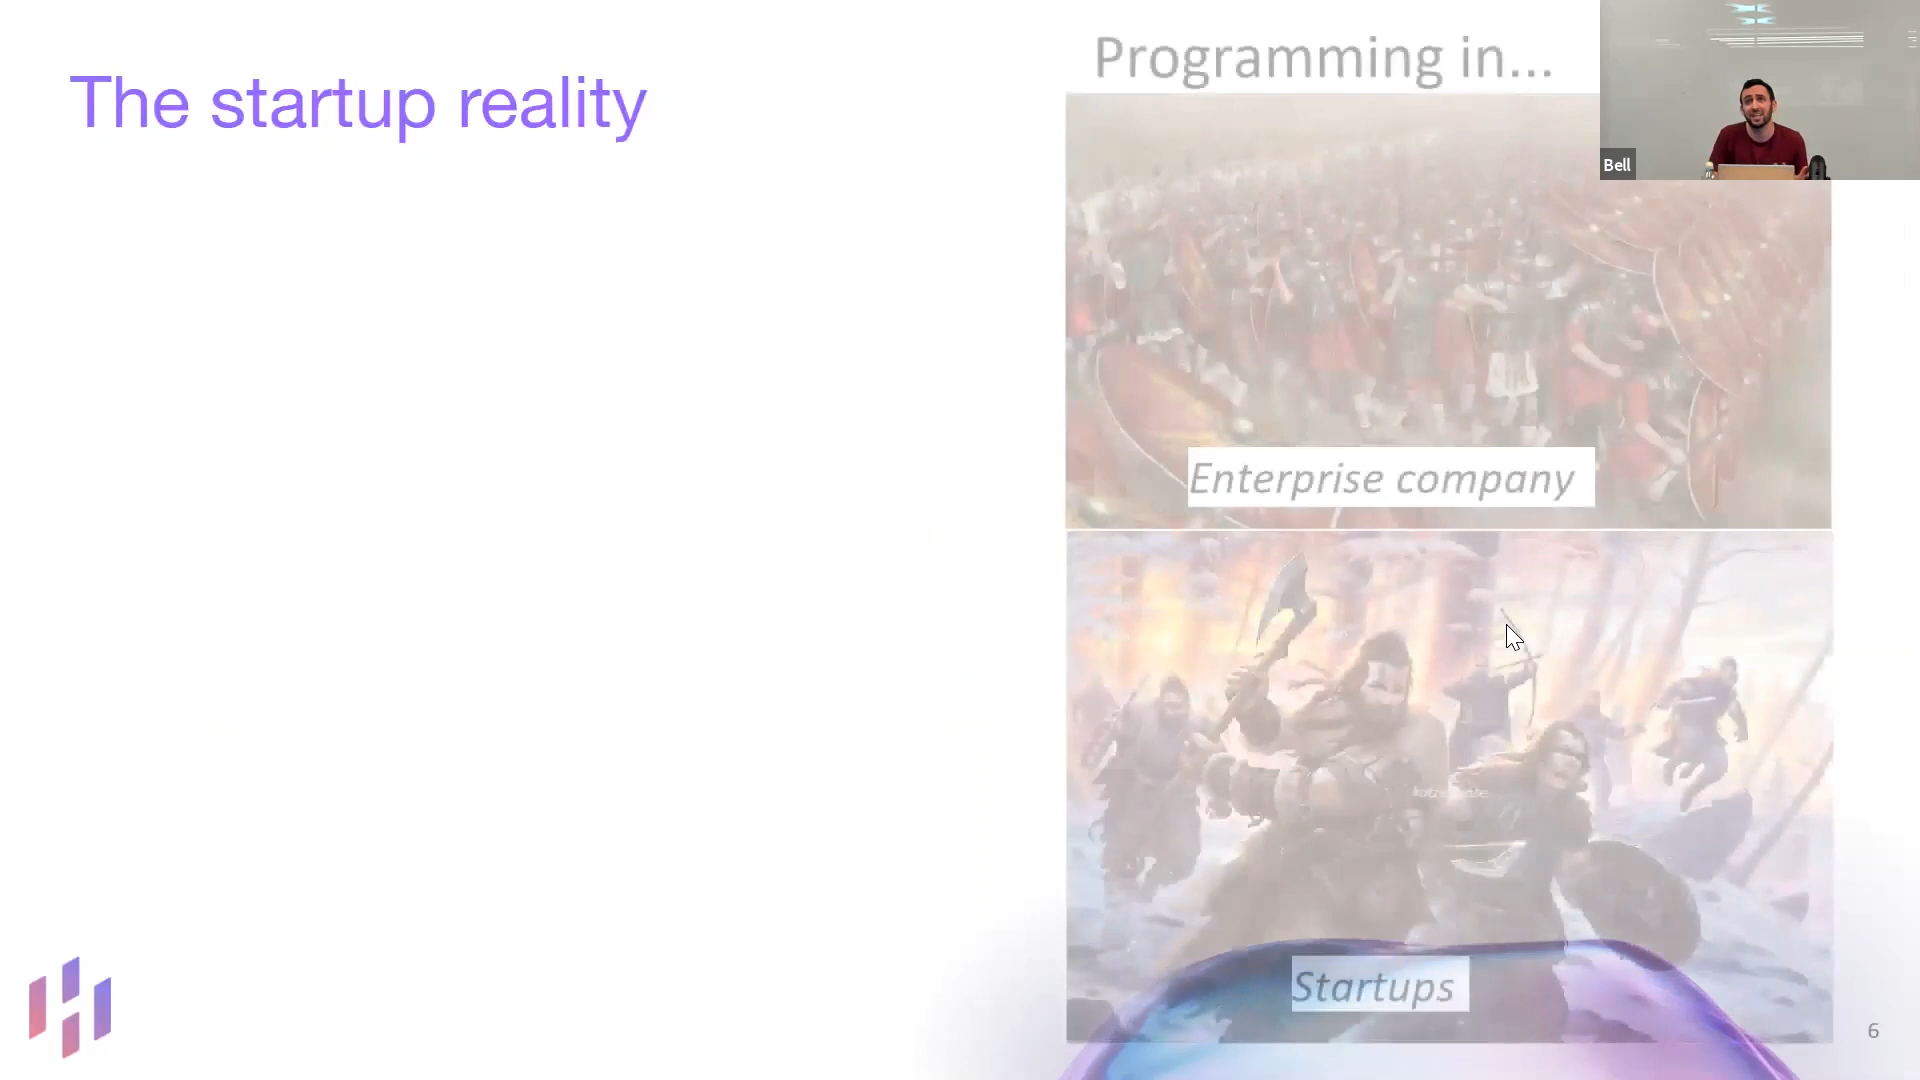 The startup reality
Programming in...
Bell
Enterprise company
Startups
6